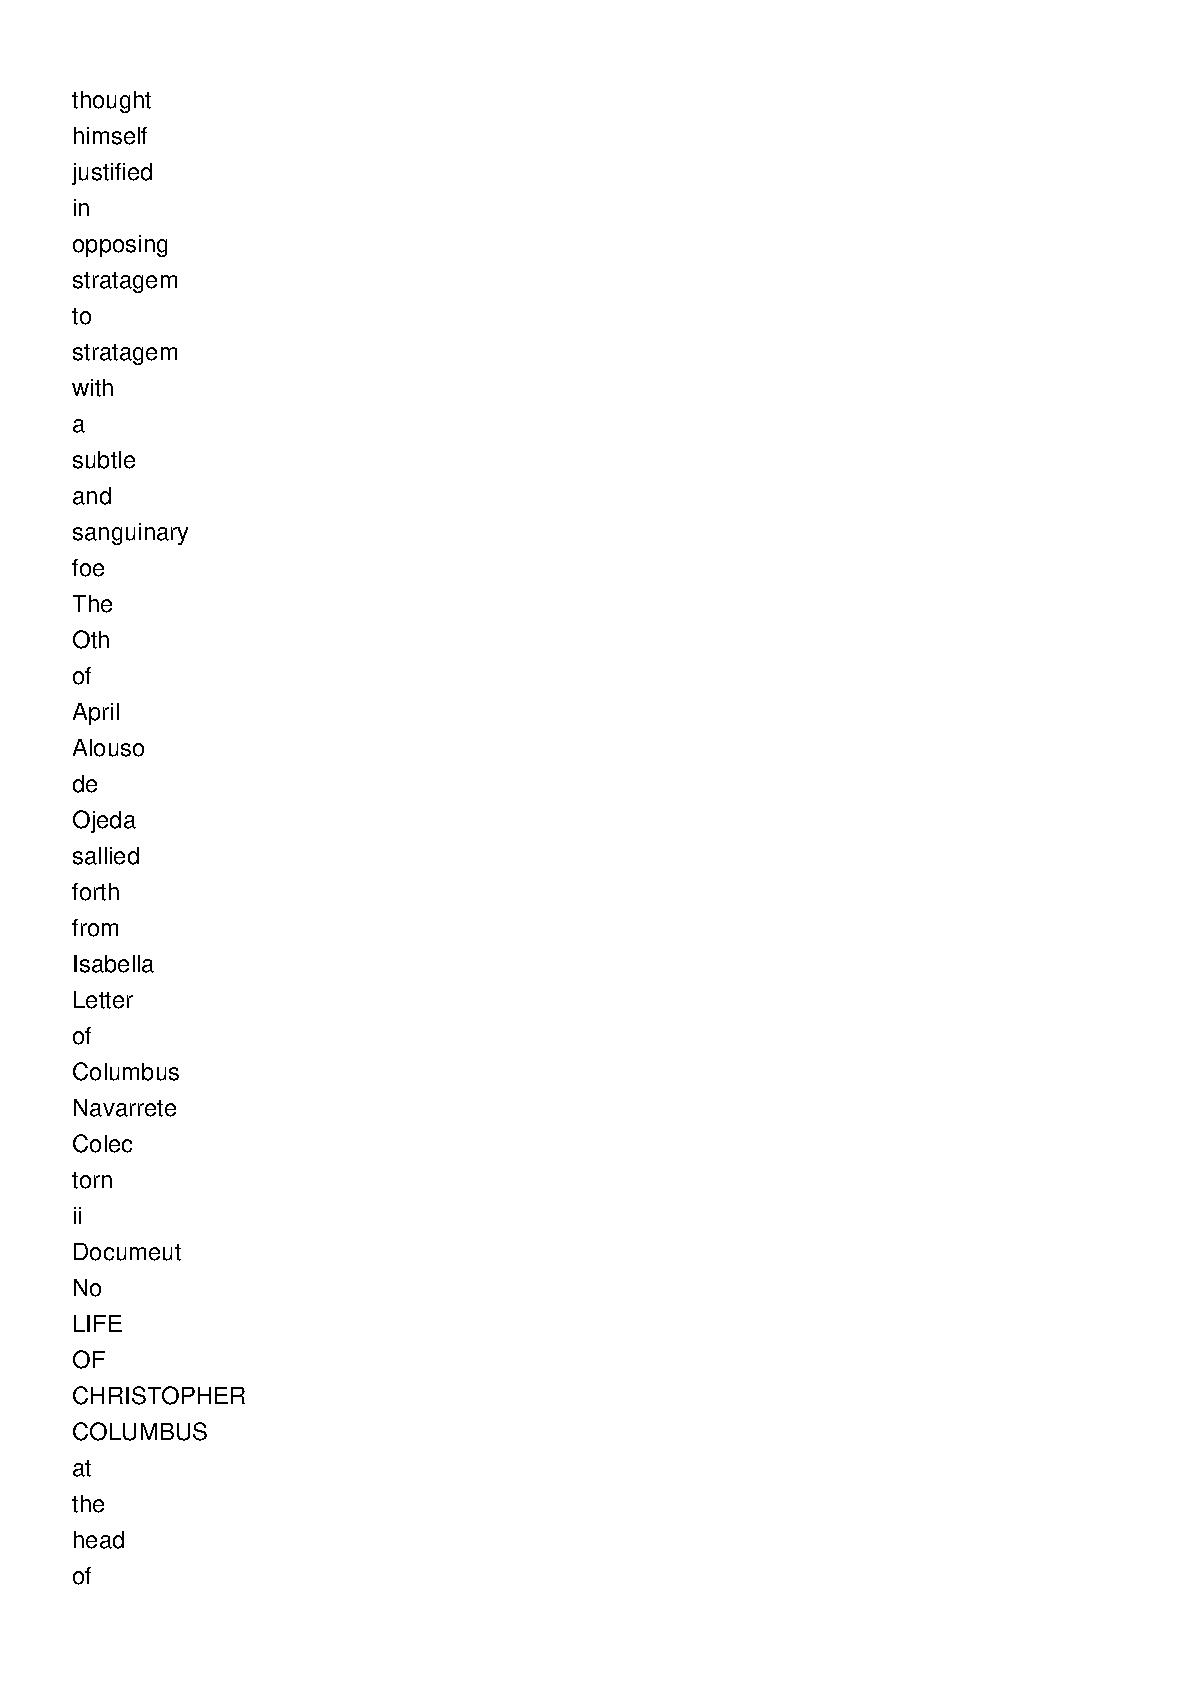 thought
himself
justified
in
opposing
stratagem
to
stratagem
with
a
subtle
and
sanguinary
foe
The
Oth
of
April
Alouso
de
Ojeda
sallied
forth
from
Isabella
Letter
of
Columbus
Navarrete
Colec
torn
ii
Documeut
No
LIFE
OF
CHRISTOPHER
COLUMBUS
at
the
head
of